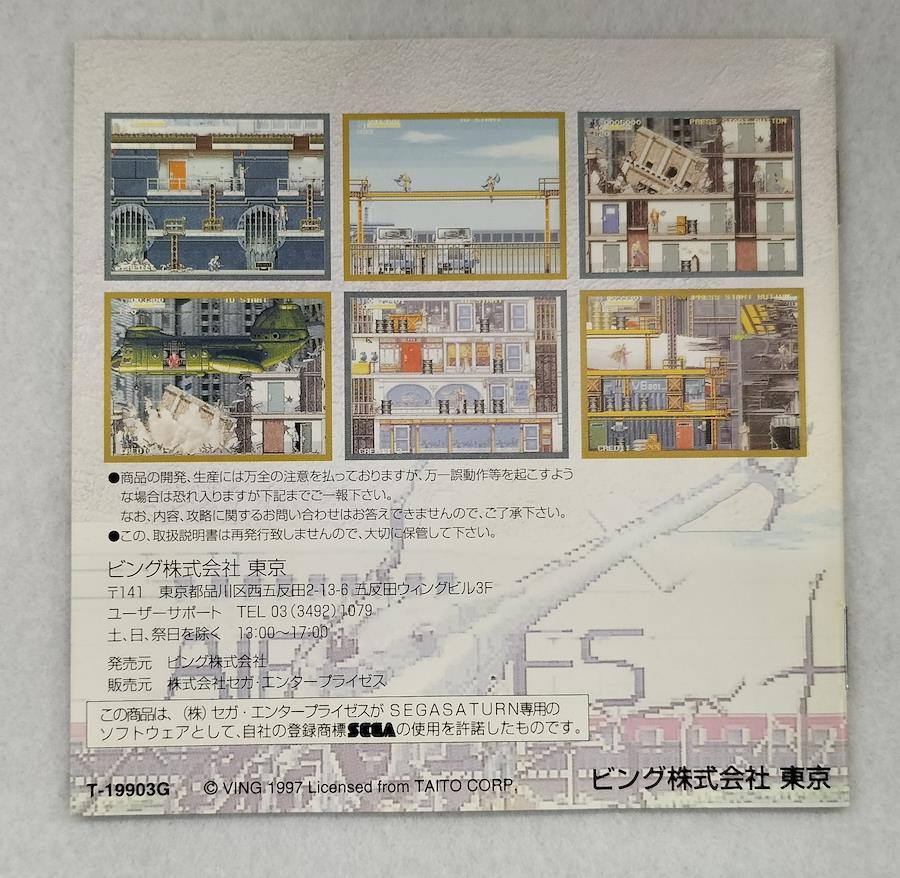 TO START
PRESS START BUTTON
TO START
PRESS START BUTTON
V8001
●商品の開発、生産には万全の注意を払っておりますが、万一誤動作等を起こすよう
な場合は恐れ入りますが下記までご一報下さい。
なお、内容、攻略に関するお問い合わせはお答えできませんので、ご了承下さい。
●この、取扱説明書は再発行致しませんので、大切に保管して下さい。
ビング株式会社 東京
〒141 東京都品川区西五反田2-13-6 五反田ウィングビル3F
ユーザーサポート TEL 03(3492)1079
土、日、祭日を除く 13:00～17:00
発売元 ビング株式会社
販売元 株式会社セガ・エンタープライゼス
この商品は、(株)セガ・エンタープライゼスがSEGASATURN専用の
ソフトウェアとして、自社の登録商標SEGAの使用を許諾したものです。
T-19903G © VING 1997 Licensed from TAITO CORP. ビング株式会社 東京